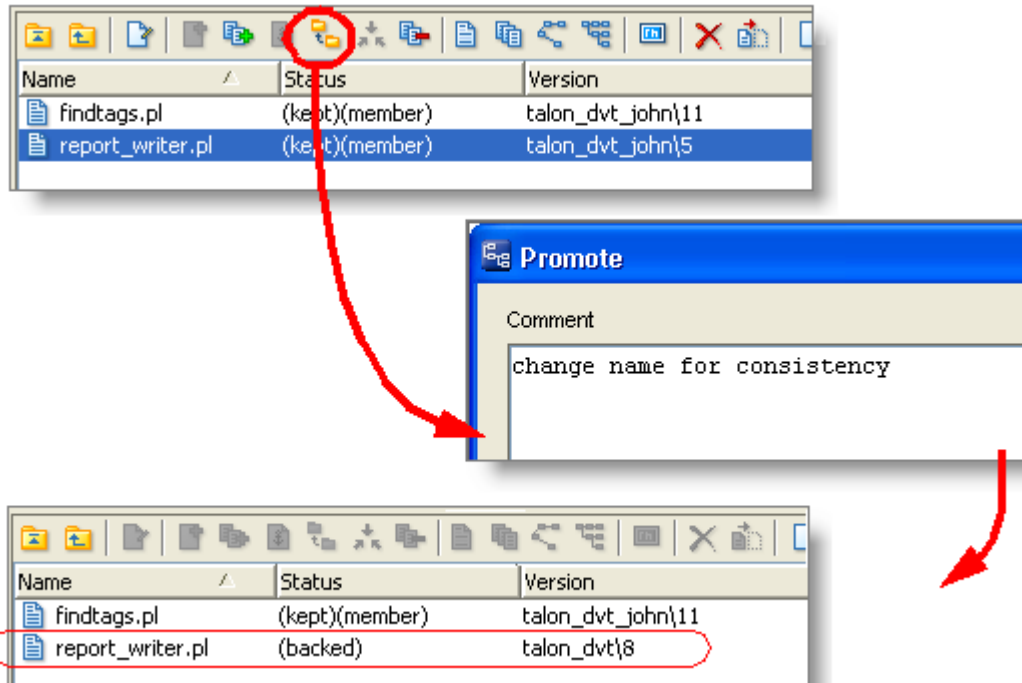 Name Status Version
findtags.pl (kept)(member) talon_dvt_john\11
report_writer.pl (kept)(member) talon_dvt_john\5
Promote
Comment
change name for consistency
Name Status Version
findtags.pl (kept)(member) talon_dvt_john\11
report_writer.pl (backed) talon_dvt\8